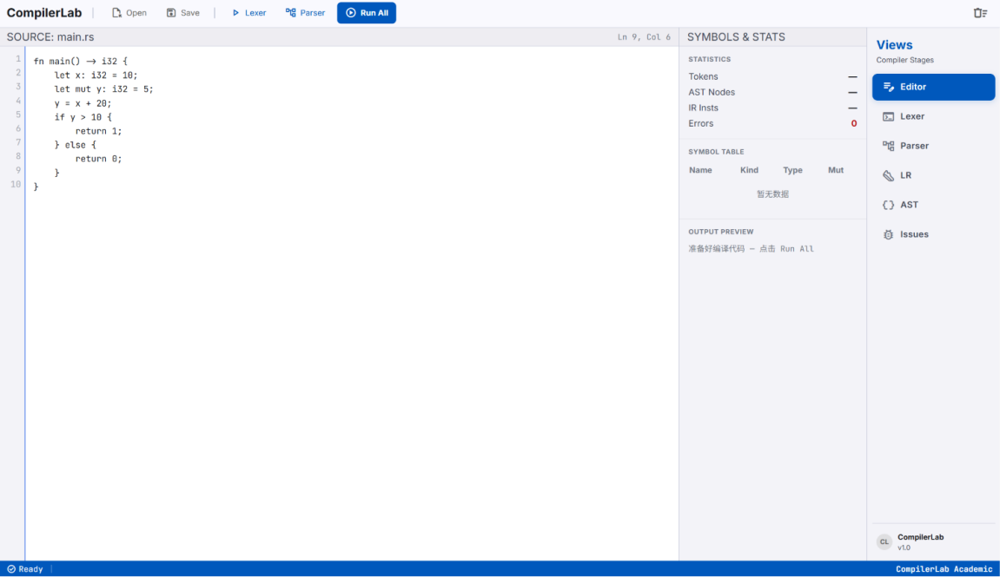 CompilerLab Open Save Lexer Parser Run All
SOURCE: main.rs Ln 9, Col 6
1 fn main() -> i32 {
2 let x: i32 = 10;
3 let mut y: i32 = 5;
4 y = x + 20;
5 if y > 10 {
6 return 1;
7 } else {
8 return 0;
9 }
10 }
SYMBOLS & STATS
STATISTICS
Tokens —
AST Nodes —
IR Insts —
Errors 0
SYMBOL TABLE
Name Kind Type Mut
暂无数据
OUTPUT PREVIEW
准备好编译代码 — 点击 Run All
Views
Compiler Stages
Editor
Lexer
Parser
LR
AST
Issues
CL CompilerLab
v1.0
Ready
CompilerLab Academic